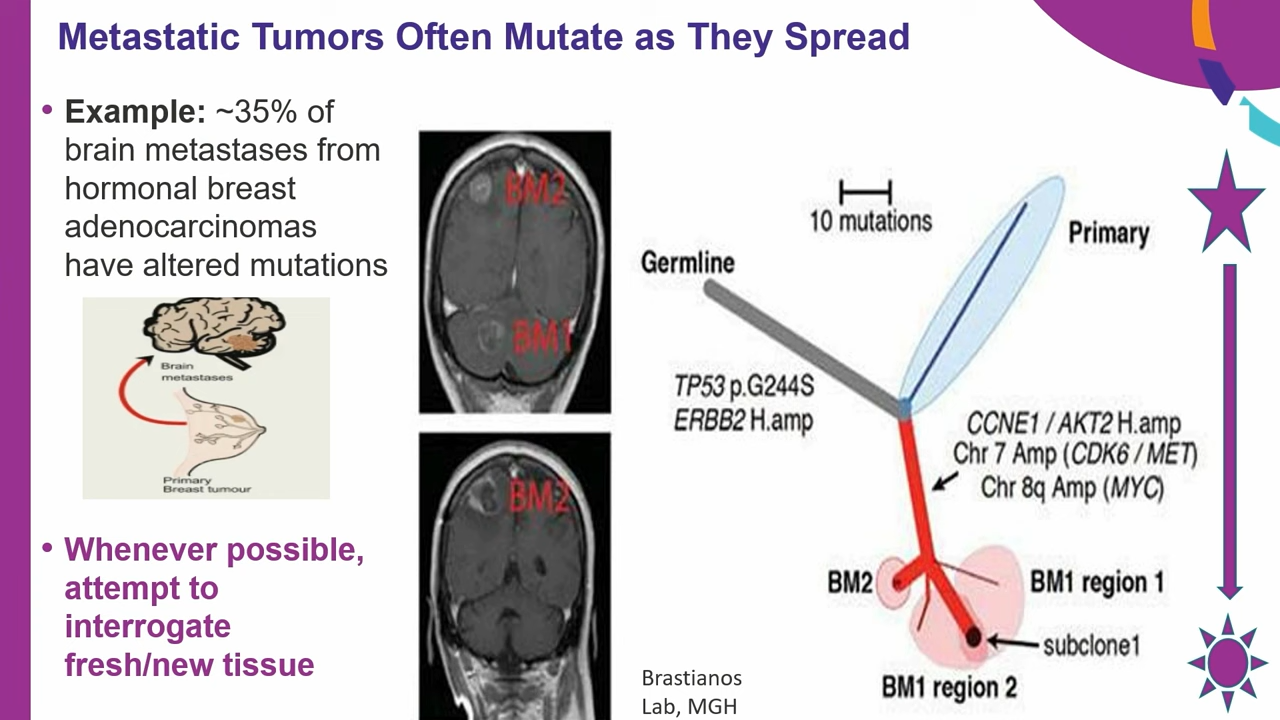 Metastatic Tumors Often Mutate as They Spread
• Example: ~35% of
brain metastases from
hormonal breast
adenocarcinomas
have altered mutations
Brain
metastases
Primary
Breast tumour
• Whenever possible,
attempt to
interrogate
fresh/new tissue
BM2
BM1
BM2
Brastianos
Lab, MGH
10 mutations
Primary
Germline
TP53 p.G244S
ERBB2 H.amp
CCNE1 / AKT2 H.amp
Chr 7 Amp (CDK6 / MET)
Chr 8q Amp (MYC)
BM2
BM1 region 1
subclone1
BM1 region 2